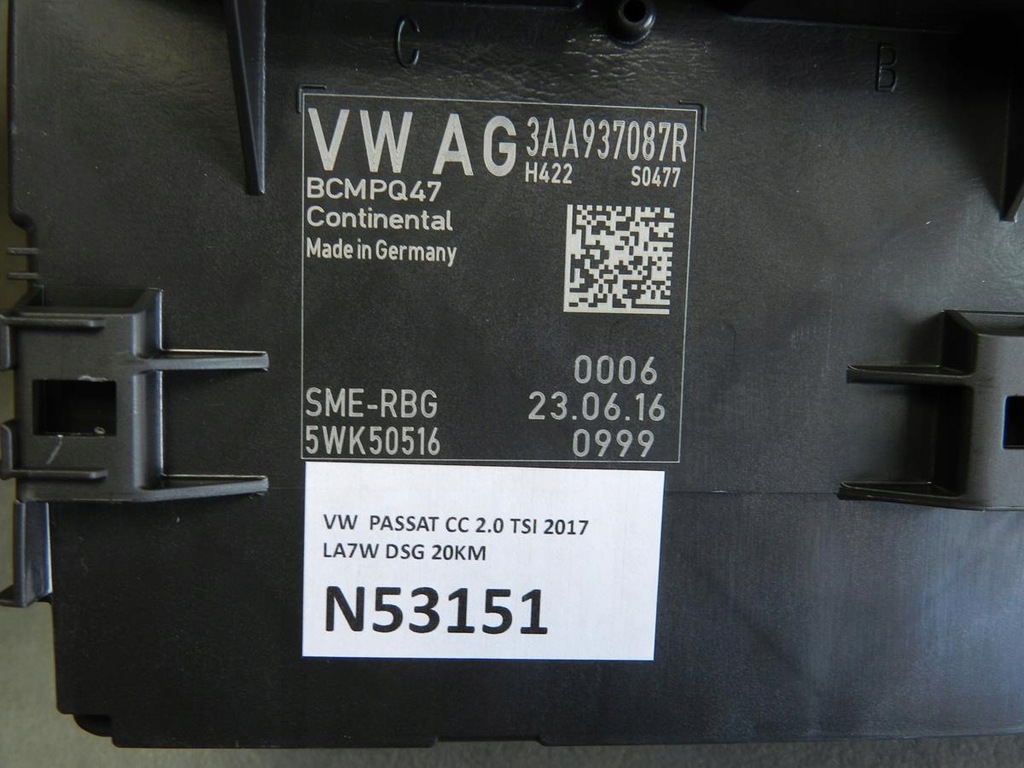 C
B
VW AG 3AA937087R
H422 S0477
BCMPQ47
Continental
Made in Germany
0006
SME-RBG 23.06.16
5WK50516 0999
VW PASSAT CC 2.0 TSI 2017
LA7W DSG 20KM
N53151